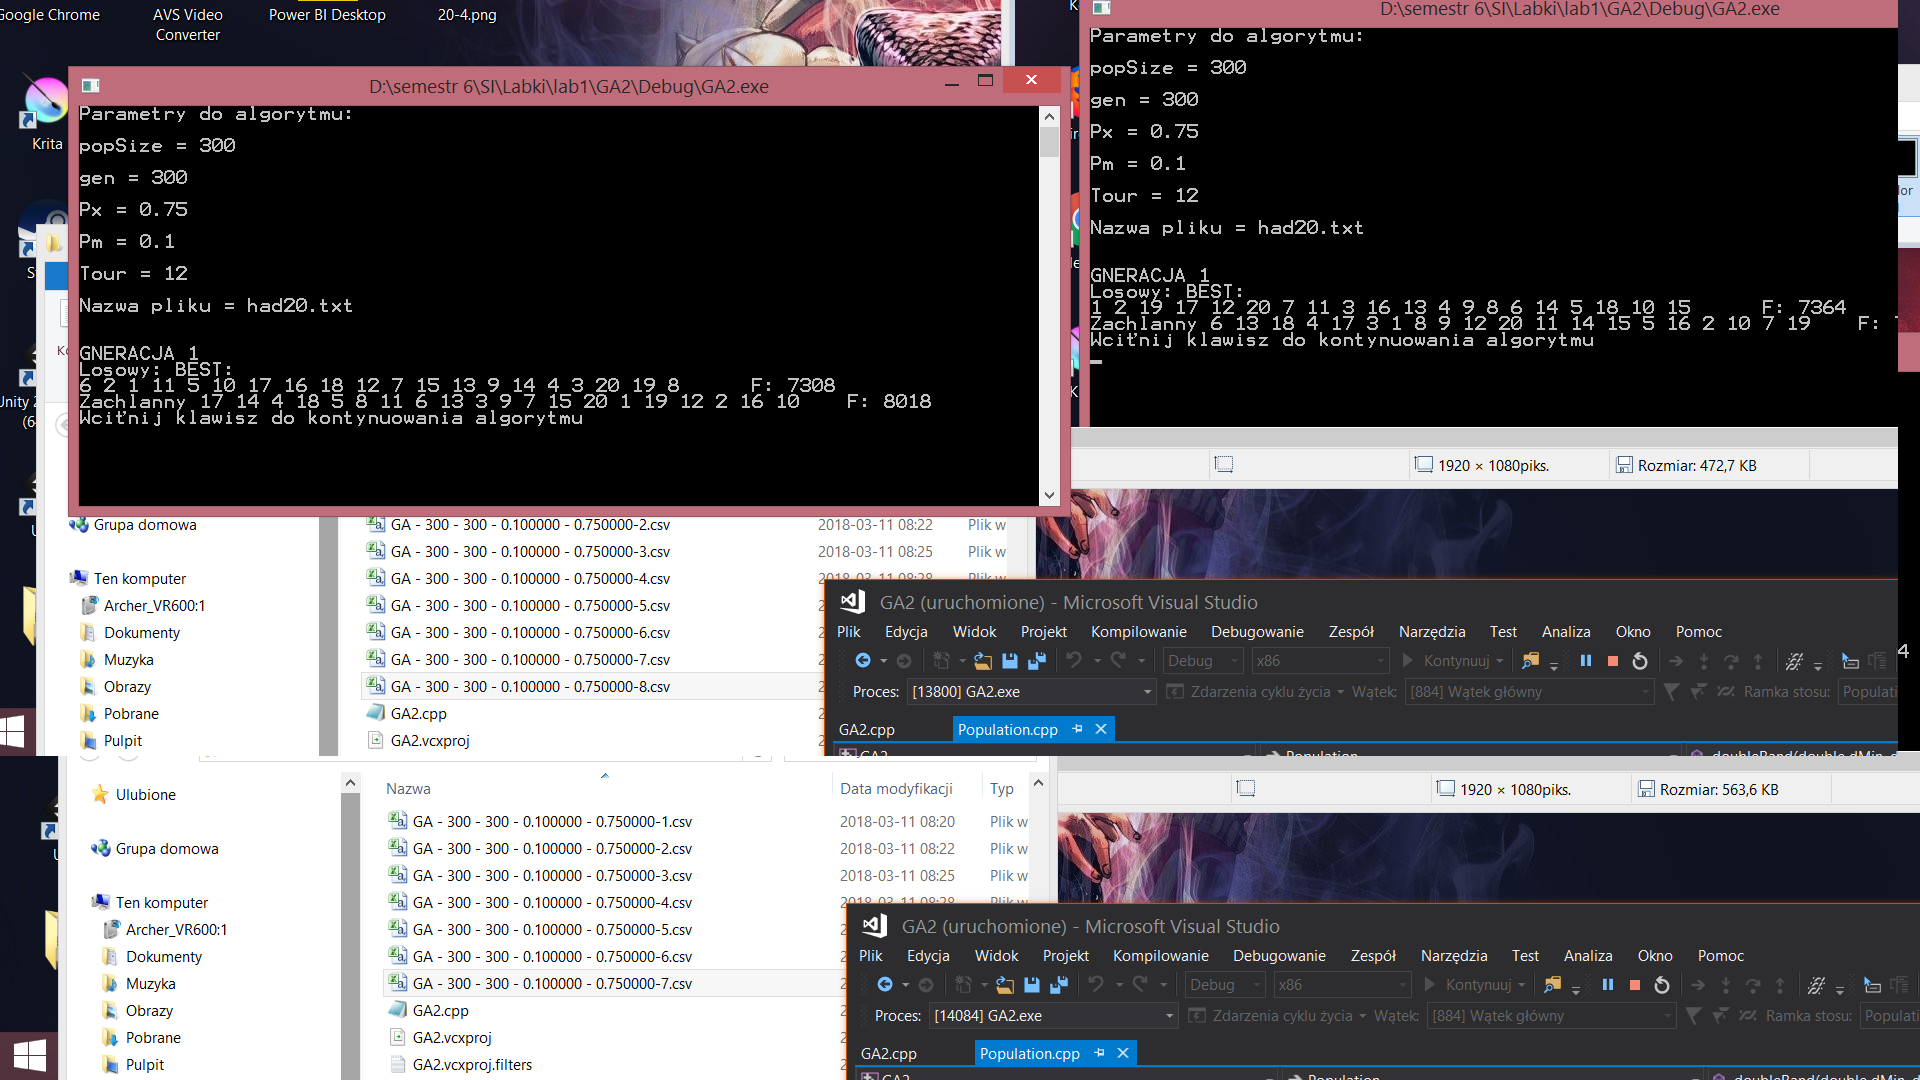 Google Chrome
AVS Video
Converter
Power BI Desktop
20-4.png
Krita
D:\semestr 6\SI\Labki\lab1\GA2\Debug\GA2.exe
Parametry do algorytmu:
popSize = 300
gen = 300
Px = 0.75
Pm = 0.1
Tour = 12
Nazwa pliku = had20.txt
GNERACJA 1
Losowy: BEST:
6 2 1 11 5 10 17 16 18 12 7 15 13 9 14 4 3 20 19 8 F: 7308
Zachlanny 17 14 4 18 5 8 11 6 13 3 9 7 15 20 1 19 12 2 16 10 F: 8018
Wciťnij klawisz do kontynuowania algorytmu
D:\semestr 6\SI\Labki\lab1\GA2\Debug\GA2.exe
Parametry do algorytmu:
popSize = 300
gen = 300
Px = 0.75
Pm = 0.1
Tour = 12
Nazwa pliku = had20.txt
GNERACJA 1
Losowy: BEST:
1 2 19 17 12 20 7 11 3 16 13 4 9 8 6 14 5 18 10 15 F: 7364
Zachlanny 6 13 18 4 17 3 1 8 9 12 20 11 14 15 5 16 2 10 7 19 F:
Wciťnij klawisz do kontynuowania algorytmu
1920 × 1080piks.
Rozmiar: 472,7 KB
Grupa domowa
Ten komputer
Archer_VR600:1
Dokumenty
Muzyka
Obrazy
Pobrane
Pulpit
GA - 300 - 300 - 0.100000 - 0.750000-2.csv 2018-03-11 08:22 Plik w
GA - 300 - 300 - 0.100000 - 0.750000-3.csv 2018-03-11 08:25 Plik w
GA - 300 - 300 - 0.100000 - 0.750000-4.csv 2018-03-11 08:28 Plik w
GA - 300 - 300 - 0.100000 - 0.750000-5.csv
GA - 300 - 300 - 0.100000 - 0.750000-6.csv
GA - 300 - 300 - 0.100000 - 0.750000-7.csv
GA - 300 - 300 - 0.100000 - 0.750000-8.csv
GA2.cpp
GA2.vcxproj
GA2 (uruchomione) - Microsoft Visual Studio
Plik Edycja Widok Projekt Kompilowanie Debugowanie Zespół Narzędzia Test Analiza Okno Pomoc
Debug x86 Kontynuuj
Proces: [13800] GA2.exe Zdarzenia cyklu życia Wątek: [884] Wątek główny Ramka stosu: Populati
GA2.cpp Population.cpp
GA2 Population doubleRand(double dMin,
Ulubione
Grupa domowa
Ten komputer
Archer_VR600:1
Dokumenty
Muzyka
Obrazy
Pobrane
Pulpit
Nazwa Data modyfikacji Typ
GA - 300 - 300 - 0.100000 - 0.750000-1.csv 2018-03-11 08:20 Plik w
GA - 300 - 300 - 0.100000 - 0.750000-2.csv 2018-03-11 08:22 Plik w
GA - 300 - 300 - 0.100000 - 0.750000-3.csv 2018-03-11 08:25 Plik w
GA - 300 - 300 - 0.100000 - 0.750000-4.csv 2018-03-11 08:28 Plik w
GA - 300 - 300 - 0.100000 - 0.750000-5.csv
GA - 300 - 300 - 0.100000 - 0.750000-6.csv
GA - 300 - 300 - 0.100000 - 0.750000-7.csv
GA2.cpp
GA2.vcxproj
GA2.vcxproj.filters
1920 × 1080piks.
Rozmiar: 563,6 KB
GA2 (uruchomione) - Microsoft Visual Studio
Plik Edycja Widok Projekt Kompilowanie Debugowanie Zespół Narzędzia Test Analiza Okno Pomoc
Debug x86 Kontynuuj
Proces: [14084] GA2.exe Zdarzenia cyklu życia Wątek: [884] Wątek główny Ramka stosu: Populati
GA2.cpp Population.cpp
GA2 Population